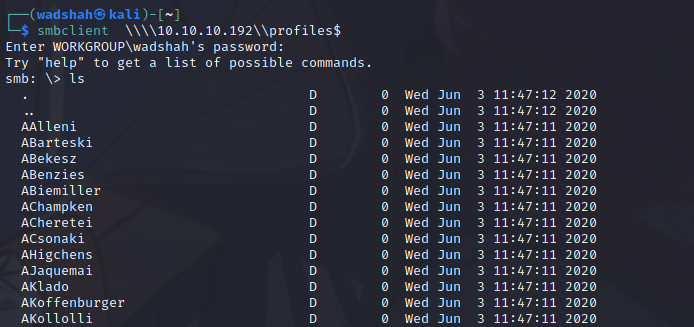 ┌──(wadshah㉿kali)-[~]
└─$ smbclient  \\\\10.10.10.192\\profiles$
Enter WORKGROUP\wadshah's password:
Try "help" to get a list of possible commands.
smb: \> ls
  .                                   D        0  Wed Jun  3 11:47:12 2020
  ..                                  D        0  Wed Jun  3 11:47:12 2020
  AAlleni                             D        0  Wed Jun  3 11:47:11 2020
  ABarteski                           D        0  Wed Jun  3 11:47:11 2020
  ABekesz                             D        0  Wed Jun  3 11:47:11 2020
  ABenzies                            D        0  Wed Jun  3 11:47:11 2020
  ABiemiller                          D        0  Wed Jun  3 11:47:11 2020
  AChampken                           D        0  Wed Jun  3 11:47:11 2020
  ACheretei                           D        0  Wed Jun  3 11:47:11 2020
  ACsonaki                            D        0  Wed Jun  3 11:47:11 2020
  AHigchens                           D        0  Wed Jun  3 11:47:11 2020
  AJaquemai                           D        0  Wed Jun  3 11:47:11 2020
  AKlado                              D        0  Wed Jun  3 11:47:11 2020
  AKoffenburger                       D        0  Wed Jun  3 11:47:11 2020
  AKollolli                           D        0  Wed Jun  3 11:47:11 2020